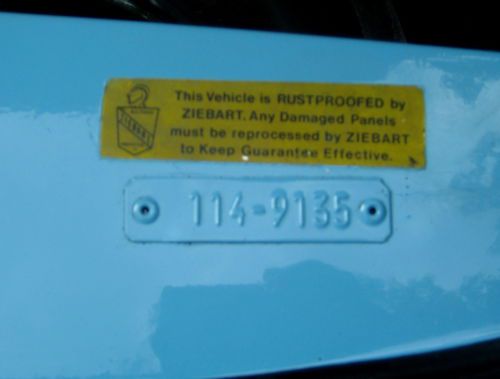 This Vehicle is RUSTPROOFED by
ZIEBART. Any Damaged Panels
must be reprocessed by ZIEBART
to Keep Guarantee Effective.
ZIEBART
114-9135